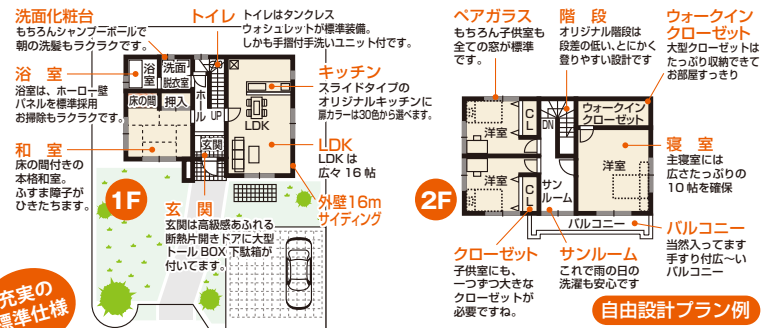 洗面化粧台
もちろんシャンプーボールで
朝の洗髪もラクラクです。
トイレ
トイレはタンクレス
ウォシュレットが標準装備。
しかも手摺付手洗いユニット付です。
浴 室
浴室は、ホーロー壁
パネルを標準採用
お掃除もラクラクです。
和 室
床の間付きの
本格和室。
ふすま障子が
ひきたちます。
浴室
洗面
脱衣室
ホール
UP
床の間
押入
玄関
LDK
キッチン
スライドタイプの
オリジナルキッチンに
扉カラーは30色から選べます。
LDK
LDK は
広々 16 帖
外壁16m
サイディング
1F
玄 関
玄関は高級感あふれる
断熱片開きドアに大型
トール BOX 下駄箱が
付いてます。
充実の
標準仕様
ペアガラス
もちろん子供室も
全ての窓が標準
です。
階 段
オリジナル階段は
段差の低い、とにかく
登りやすい設計です
ウォークイン
クローゼット
大型クローゼットは
たっぷり収納できて
お部屋すっきり
洋室
CL
DN
ウォークイン
クローゼット
洋室
CL
サンルーム
洋室
バルコニー
寝 室
主寝室には
広さたっぷりの
10 帖を確保
2F
クローゼット
子供室にも、
一つずつ大きな
クローゼットが
必要ですね。
サンルーム
これで雨の日の
洗濯も安心です
バルコニー
当然入ってます
手すり付広〜い
バルコニー
自由設計プラン例